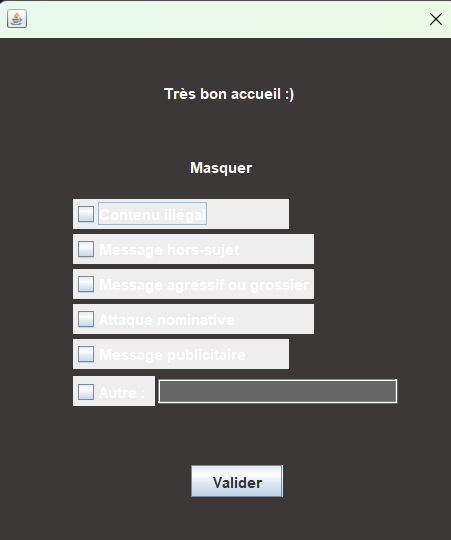 Très bon accueil :)
Masquer
Contenu illégal
Message hors-sujet
Message agressif ou grossier
Attaque nominative
Message publicitaire
Autre :
Valider